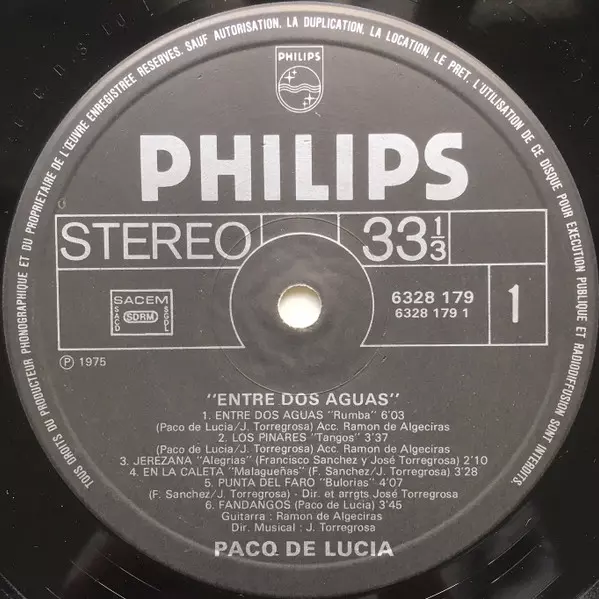 TOUS DROITS DU PRODUCTEUR PHONOGRAPHIQUE ET DU PROPRIETAIRE DE L'ŒUVRE ENREGISTREE RESERVES. SAUF AUTORISATION, LA DUPLICATION, LA LOCATION, LE PRET, L'UTILISATION DE CE DISQUE POUR EXECUTION PUBLIQUE ET RADIODIFFUSION SONT INTERDITS.
PHILIPS
PHILIPS
STEREO 33 1/3
SACEM
SACD SDRM SGDL
6328 179
6328 179 1
1
Ⓟ 1975
"ENTRE DOS AGUAS"
1. ENTRE DOS AGUAS "Rumba" 6'03
(Paco de Lucia/J. Torregrosa) Acc. Ramon de Algeciras
2. LOS PINARES "Tangos" 3'37
(Paco de Lucia/J. Torregrosa) Acc. Ramon de Algeciras
3. JEREZANA "Alegrias" (Francisco Sanchez y José Torregrosa) 2'10
4. EN LA CALETA "Malagueñas" (F. Sanchez/J. Torregrosa) 3'28
5. PUNTA DEL FARO "Bulorias" 4'07
(F. Sanchez/J. Torregrosa) - Dir. et arrgts José Torregrosa
6. FANDANGOS (Paco de Lucia) 3'45
Guitarra : Ramon de Algeciras
Dir. Musical : J. Torregrosa
PACO DE LUCIA